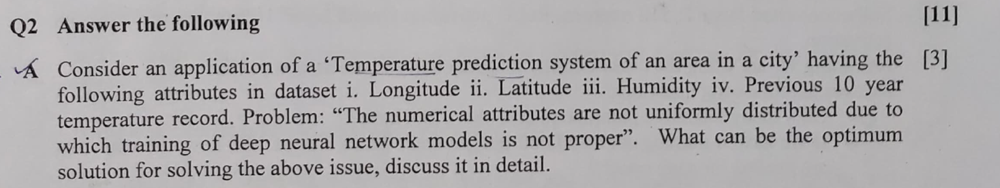 Q2 Answer the following [11]
A Consider an application of a ‘Temperature prediction system of an area in a city’ having the [3]
following attributes in dataset i. Longitude ii. Latitude iii. Humidity iv. Previous 10 year
temperature record. Problem: “The numerical attributes are not uniformly distributed due to
which training of deep neural network models is not proper”. What can be the optimum
solution for solving the above issue, discuss it in detail.